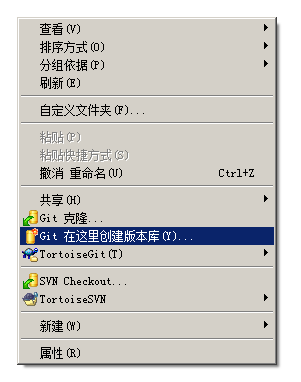 查看(V)
排序方式(O)
分组依据(P)
刷新(E)
自定义文件夹(F)...
粘贴(P)
粘贴快捷方式(S)
撤消 重命名(U) Ctrl+Z
共享(H)
Git 克隆...
Git 在这里创建版本库(Y)...
TortoiseGit(T)
SVN Checkout...
TortoiseSVN
新建(W)
属性(R)